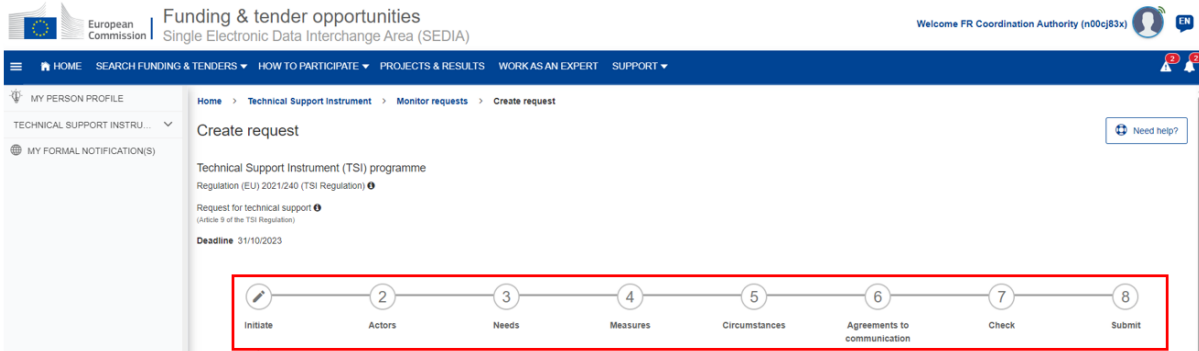 European
Commission
Funding & tender opportunities
Single Electronic Data Interchange Area (SEDIA)
Welcome FR Coordination Authority (n00cj83x)
EN
HOME SEARCH FUNDING & TENDERS HOW TO PARTICIPATE PROJECTS & RESULTS WORK AS AN EXPERT SUPPORT
2 2
MY PERSON PROFILE
TECHNICAL SUPPORT INSTRU...
MY FORMAL NOTIFICATION(S)
Home > Technical Support Instrument > Monitor requests > Create request
Create request
Need help?
Technical Support Instrument (TSI) programme
Regulation (EU) 2021/240 (TSI Regulation)
Request for technical support
(Article 9 of the TSI Regulation)
Deadline 31/10/2023
2 3 4 5 6 7 8
Initiate Actors Needs Measures Circumstances Agreements to Check Submit
communication